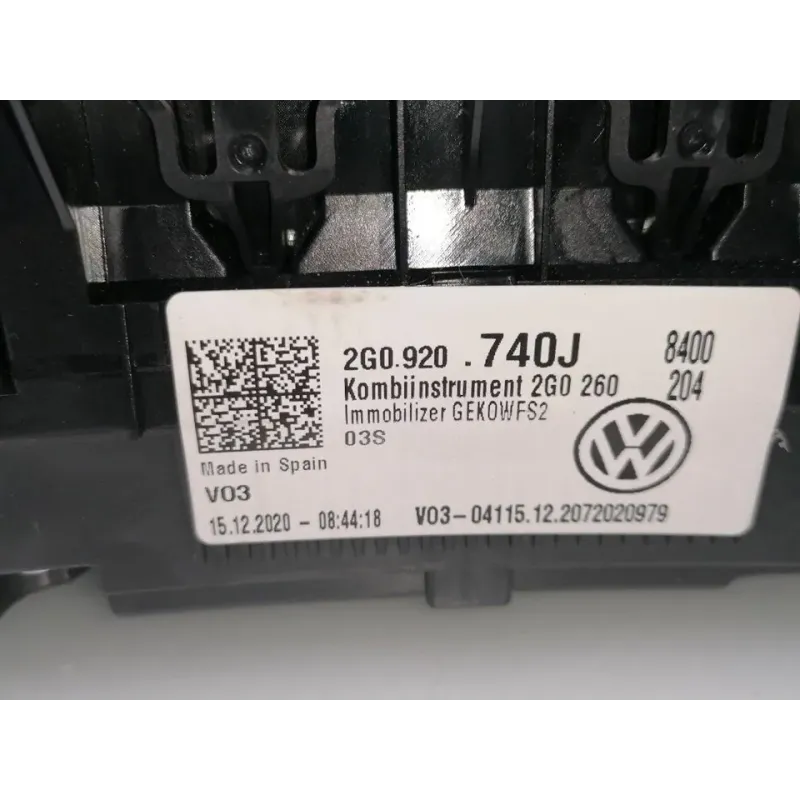 2G0.920 .740J 8400
Kombiinstrument 2G0 260 204
Immobilizer GEKOWFS2
03S
Made in Spain
V03
15.12.2020 - 08:44:18 V03-04115.12.2072020979